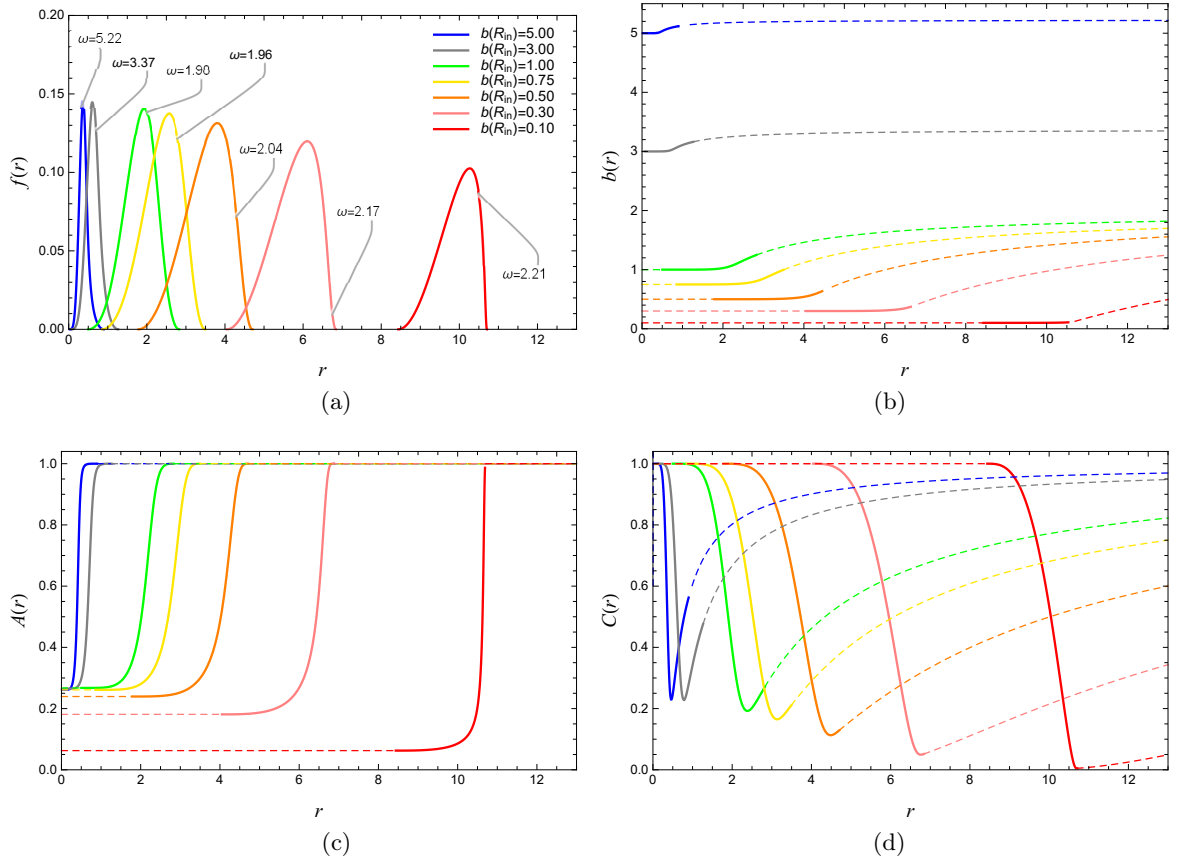 ω=5.22
ω=3.37
ω=1.90
ω=1.96
ω=2.04
ω=2.17
ω=2.21
b(R_in)=5.00
b(R_in)=3.00
b(R_in)=1.00
b(R_in)=0.75
b(R_in)=0.50
b(R_in)=0.30
b(R_in)=0.10
0.20
0.15
0.10
0.05
0.00
f(r)
0 2 4 6 8 10 12
r
(a)
5
4
3
2
1
0
b(r)
0 2 4 6 8 10 12
r
(b)
1.0
0.8
0.6
0.4
0.2
0.0
A(r)
0 2 4 6 8 10 12
r
(c)
1.0
0.8
0.6
0.4
0.2
0.0
C(r)
0 2 4 6 8 10 12
r
(d)